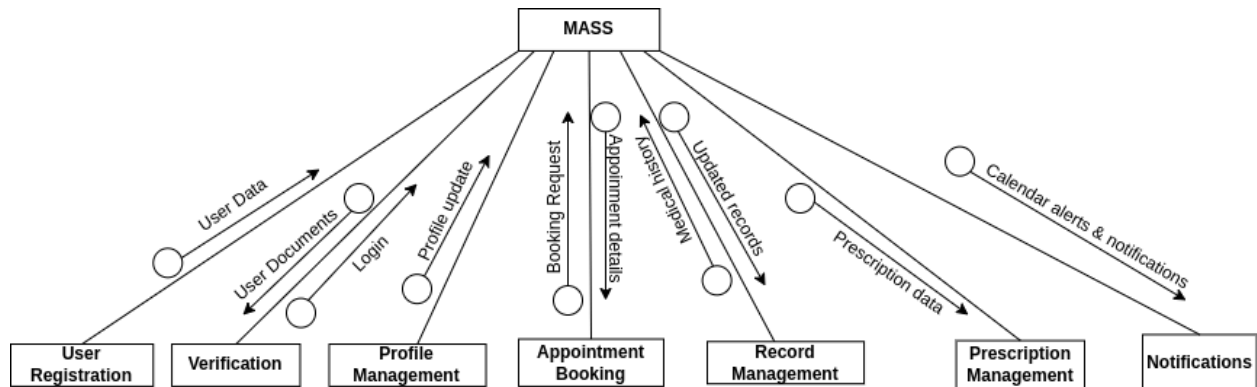 MASS
User Data
User Documents
Login
Profile update
Booking Request
Appoinment details
Medical history
Updated records
Prescription data
Calendar alerts & notifications
User
Registration
Verification
Profile
Management
Appointment
Booking
Record
Management
Prescription
Management
Notifications